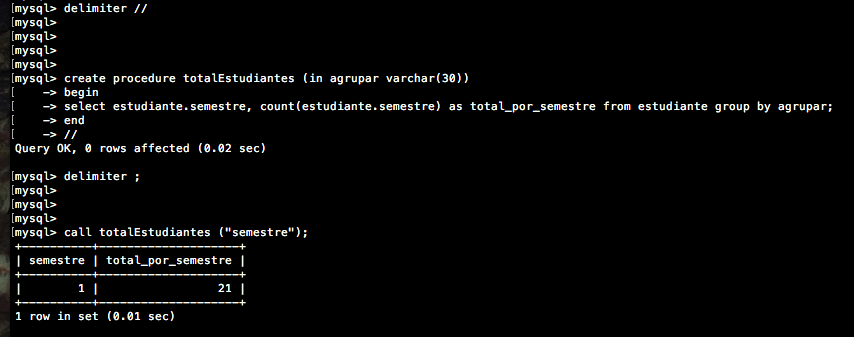 [mysql> delimiter //
[mysql>
[mysql>
[mysql>
[mysql>
[mysql> create procedure totalEstudiantes (in agrupar varchar(30))
[    -> begin
[    -> select estudiante.semestre, count(estudiante.semestre) as total_por_semestre from estudiante group by agrupar;
[    -> end
[    -> //
Query OK, 0 rows affected (0.02 sec)

[mysql> delimiter ;
[mysql>
[mysql>
[mysql>
[mysql> call totalEstudiantes ("semestre");
+----------+--------------------+
| semestre | total_por_semestre |
+----------+--------------------+
|        1 |                 21 |
+----------+--------------------+
1 row in set (0.01 sec)